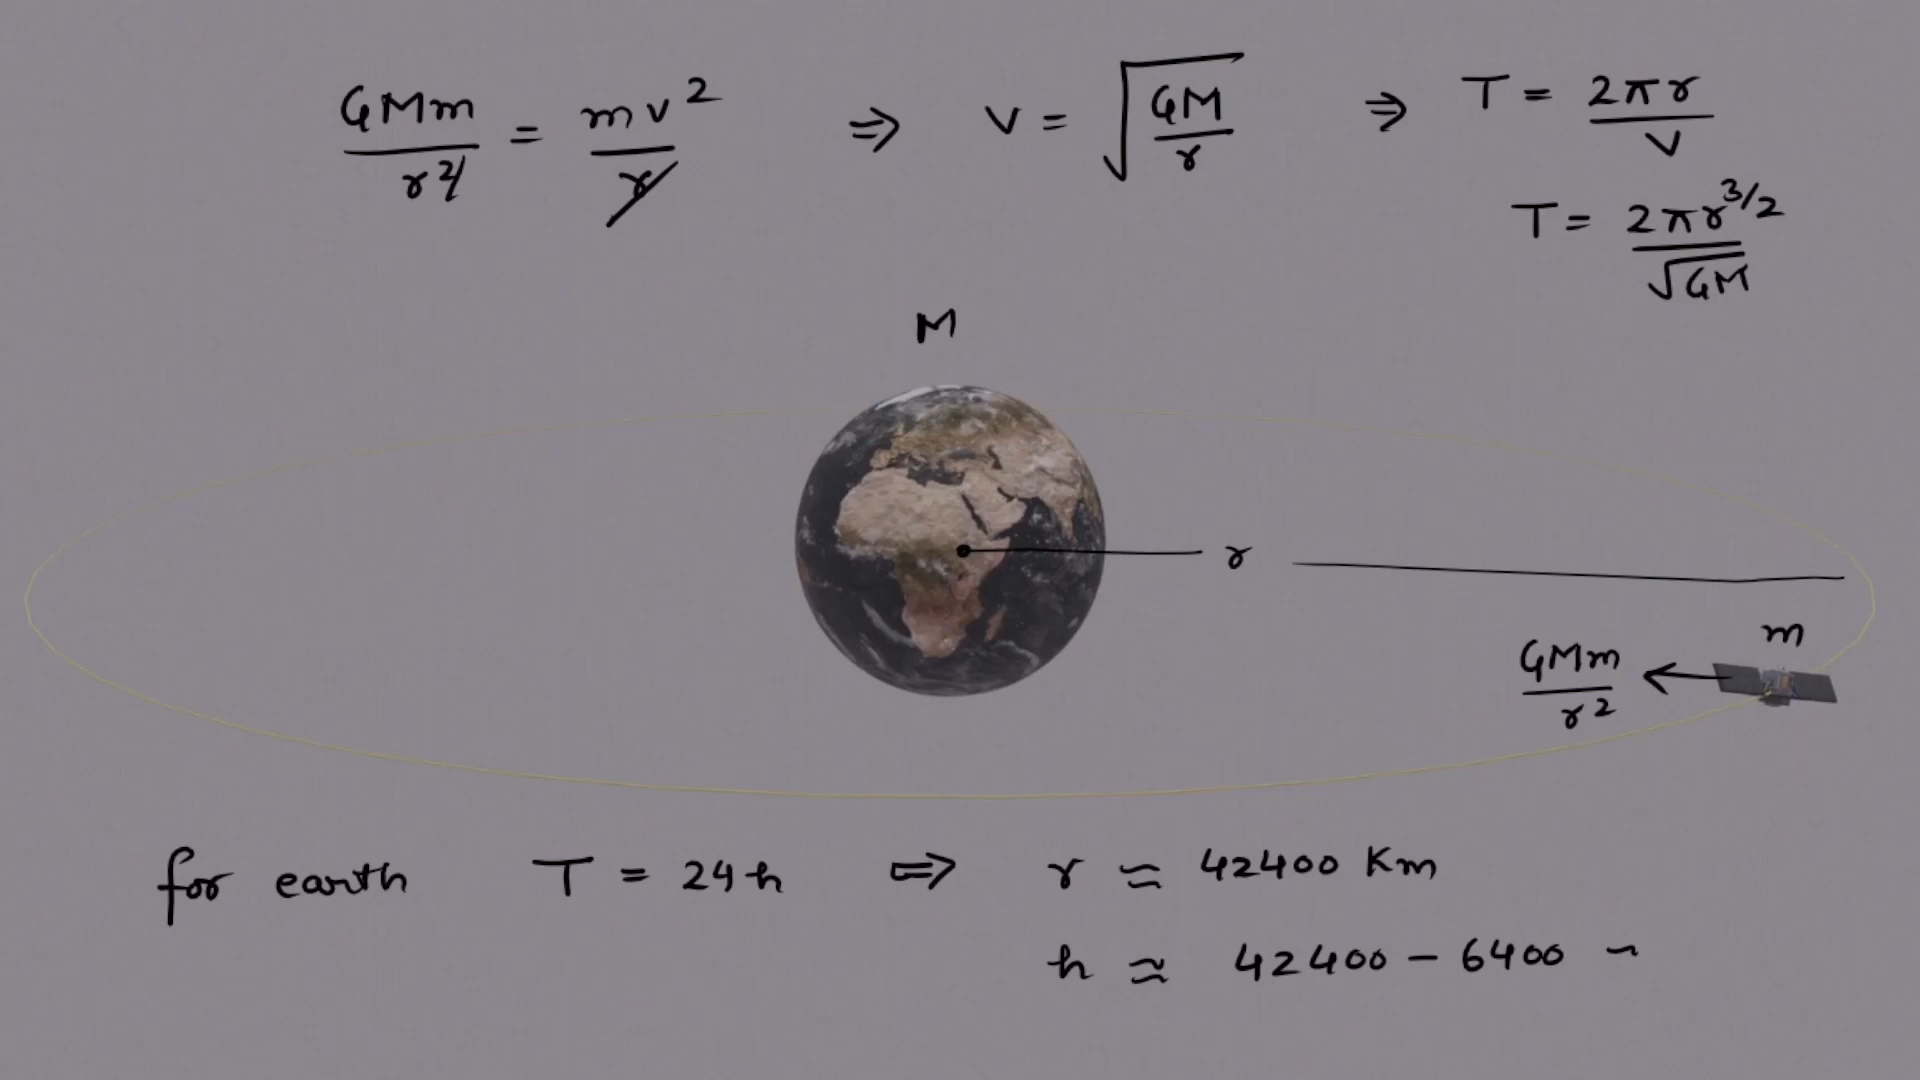 GMm/r² = mv²/r ⇒ v = √(GM/r) ⇒ T = 2πr/v
T = 2πr^(3/2)/√GM
M
r
m
GMm/r²
for earth T = 24h ⇒ r ≈ 42400 Km
h ≈ 42400 - 6400 ~